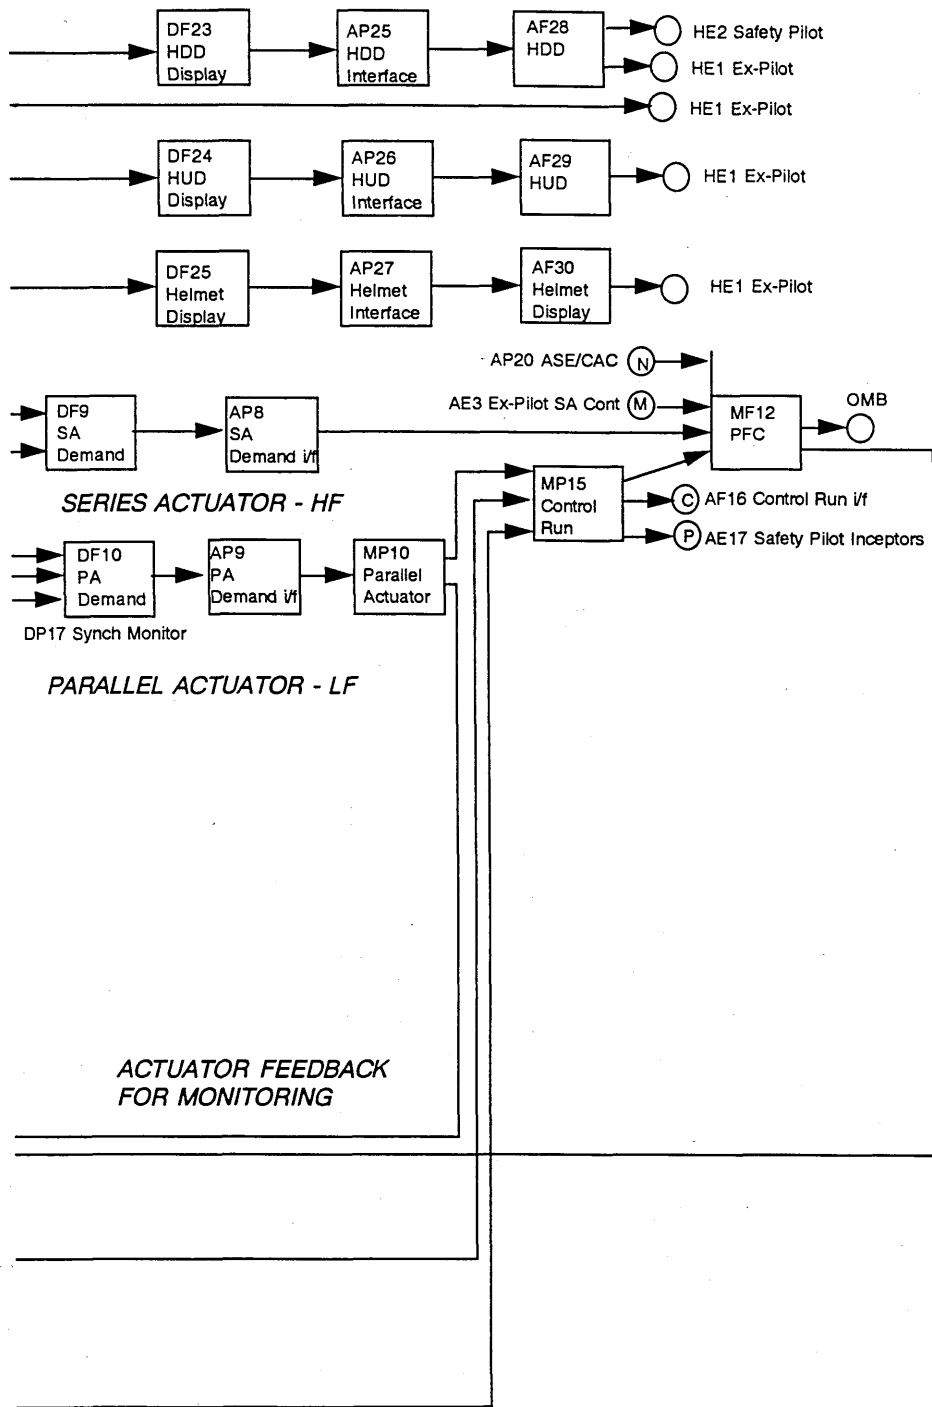 DF23
HDD
Display
AP25
HDD
Interface
AF28
HDD
HE2 Safety Pilot
HE1 Ex-Pilot
HE1 Ex-Pilot
DF24
HUD
Display
AP26
HUD
Interface
AF29
HUD
HE1 Ex-Pilot
DF25
Helmet
Display
AP27
Helmet
Interface
AF30
Helmet
Display
HE1 Ex-Pilot
AP20 ASE/CAC
N
AE3 Ex-Pilot SA Cont
M
MF12
PFC
OMB
DF9
SA
Demand
AP8
SA
Demand i/f
SERIES ACTUATOR - HF
MP15
Control
Run
C
AF16 Control Run i/f
P
AE17 Safety Pilot Inceptors
DF10
PA
Demand
AP9
PA
Demand i/f
MP10
Parallel
Actuator
DP17 Synch Monitor
PARALLEL ACTUATOR - LF
ACTUATOR FEEDBACK
FOR MONITORING